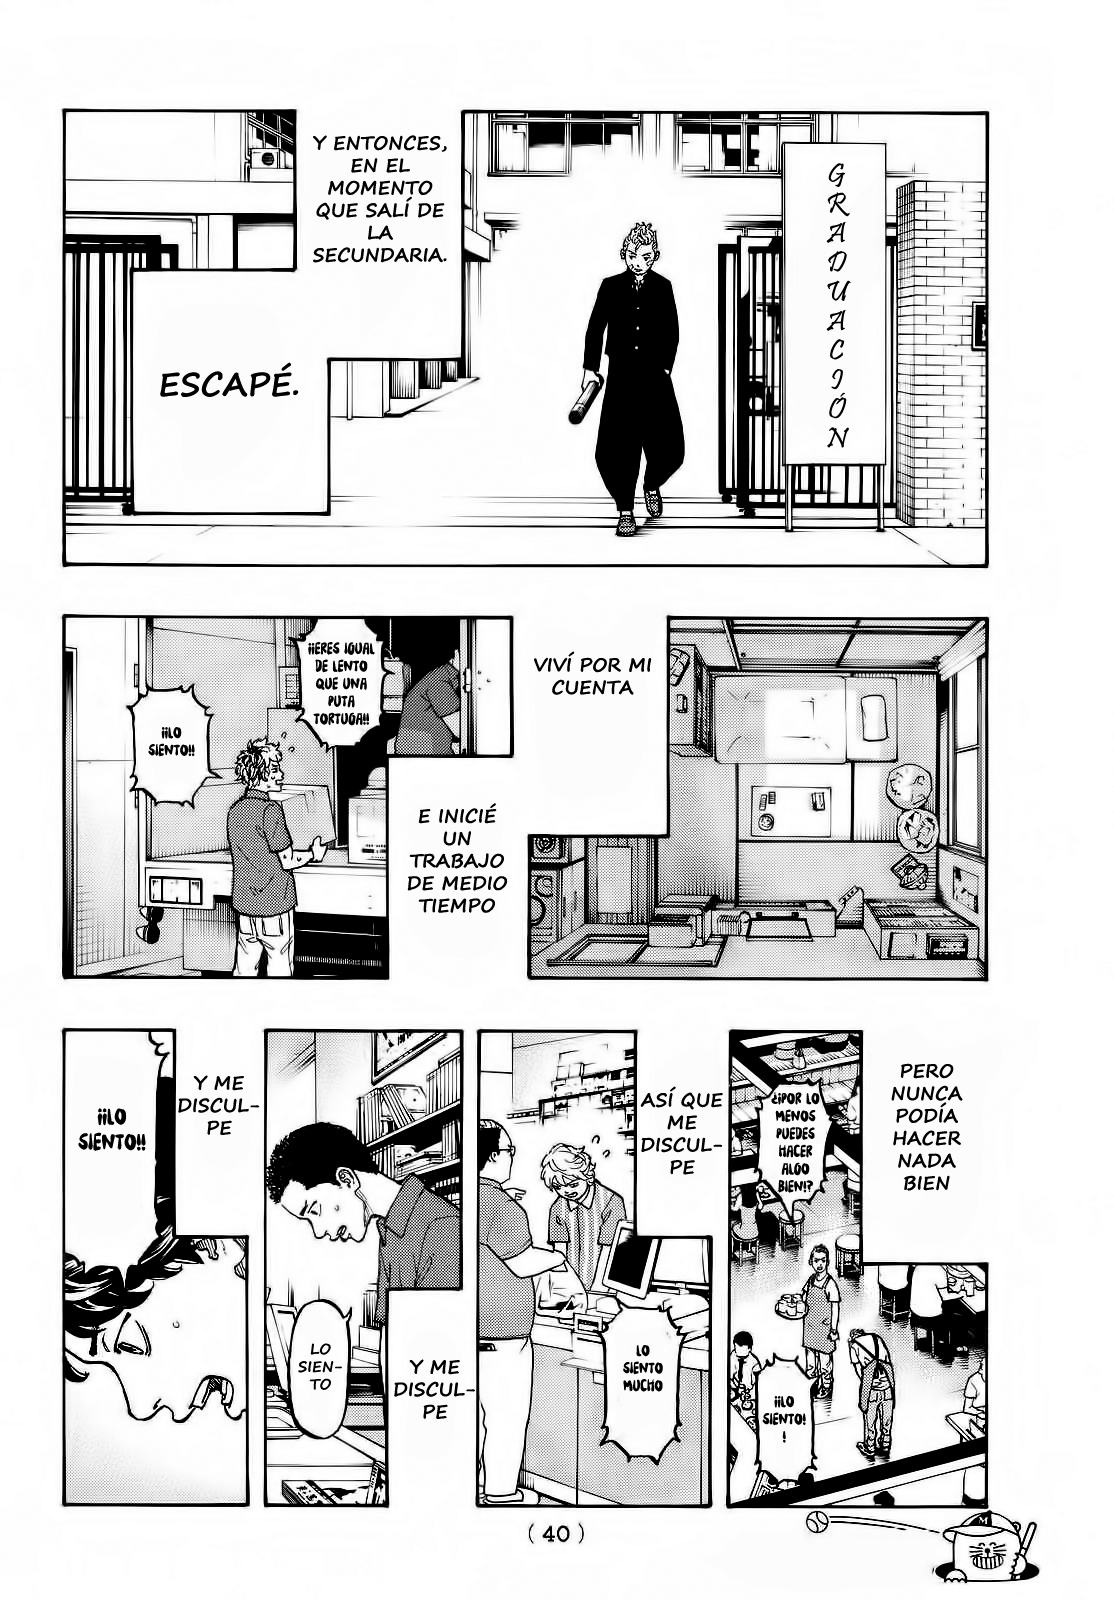 Y ENTONCES,
EN EL
MOMENTO
QUE SALÍ DE
LA
SECUNDARIA.
GRADUACIÓN
ESCAPÉ.
VIVÍ POR MI
CUENTA
¡¡ERES IGUAL
DE LENTO
QUE UNA
PUTA
TORTUGA!!
¡¡LO
SIENTO!!
E INICIÉ
UN
TRABAJO
DE MEDIO
TIEMPO
PERO
NUNCA
PODÍA
HACER
NADA
BIEN
¿¡POR LO
MENOS
PUEDES
HACER
ALGO
BIEN!?
¡¡LO
SIENTO!
!
ASÍ QUE
ME
DISCUL-
PE
LO
SIENTO
MUCHO
Y ME
DISCUL-
PE
LO
SIEN-
TO
Y ME
DISCUL-
PE
¡¡LO
SIENTO!!
(40)
M